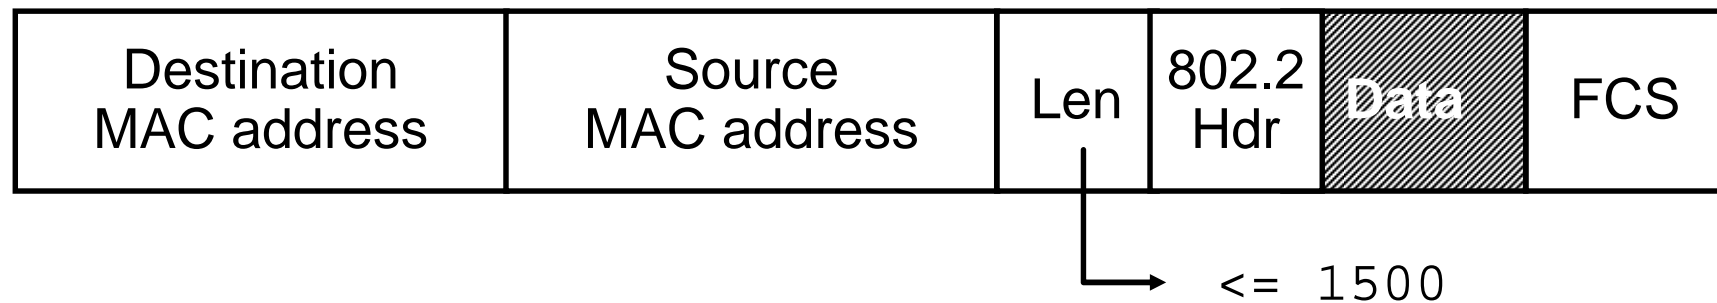 Destination
MAC address
Source
MAC address
Len
802.2
Hdr
Data
FCS
<= 1500